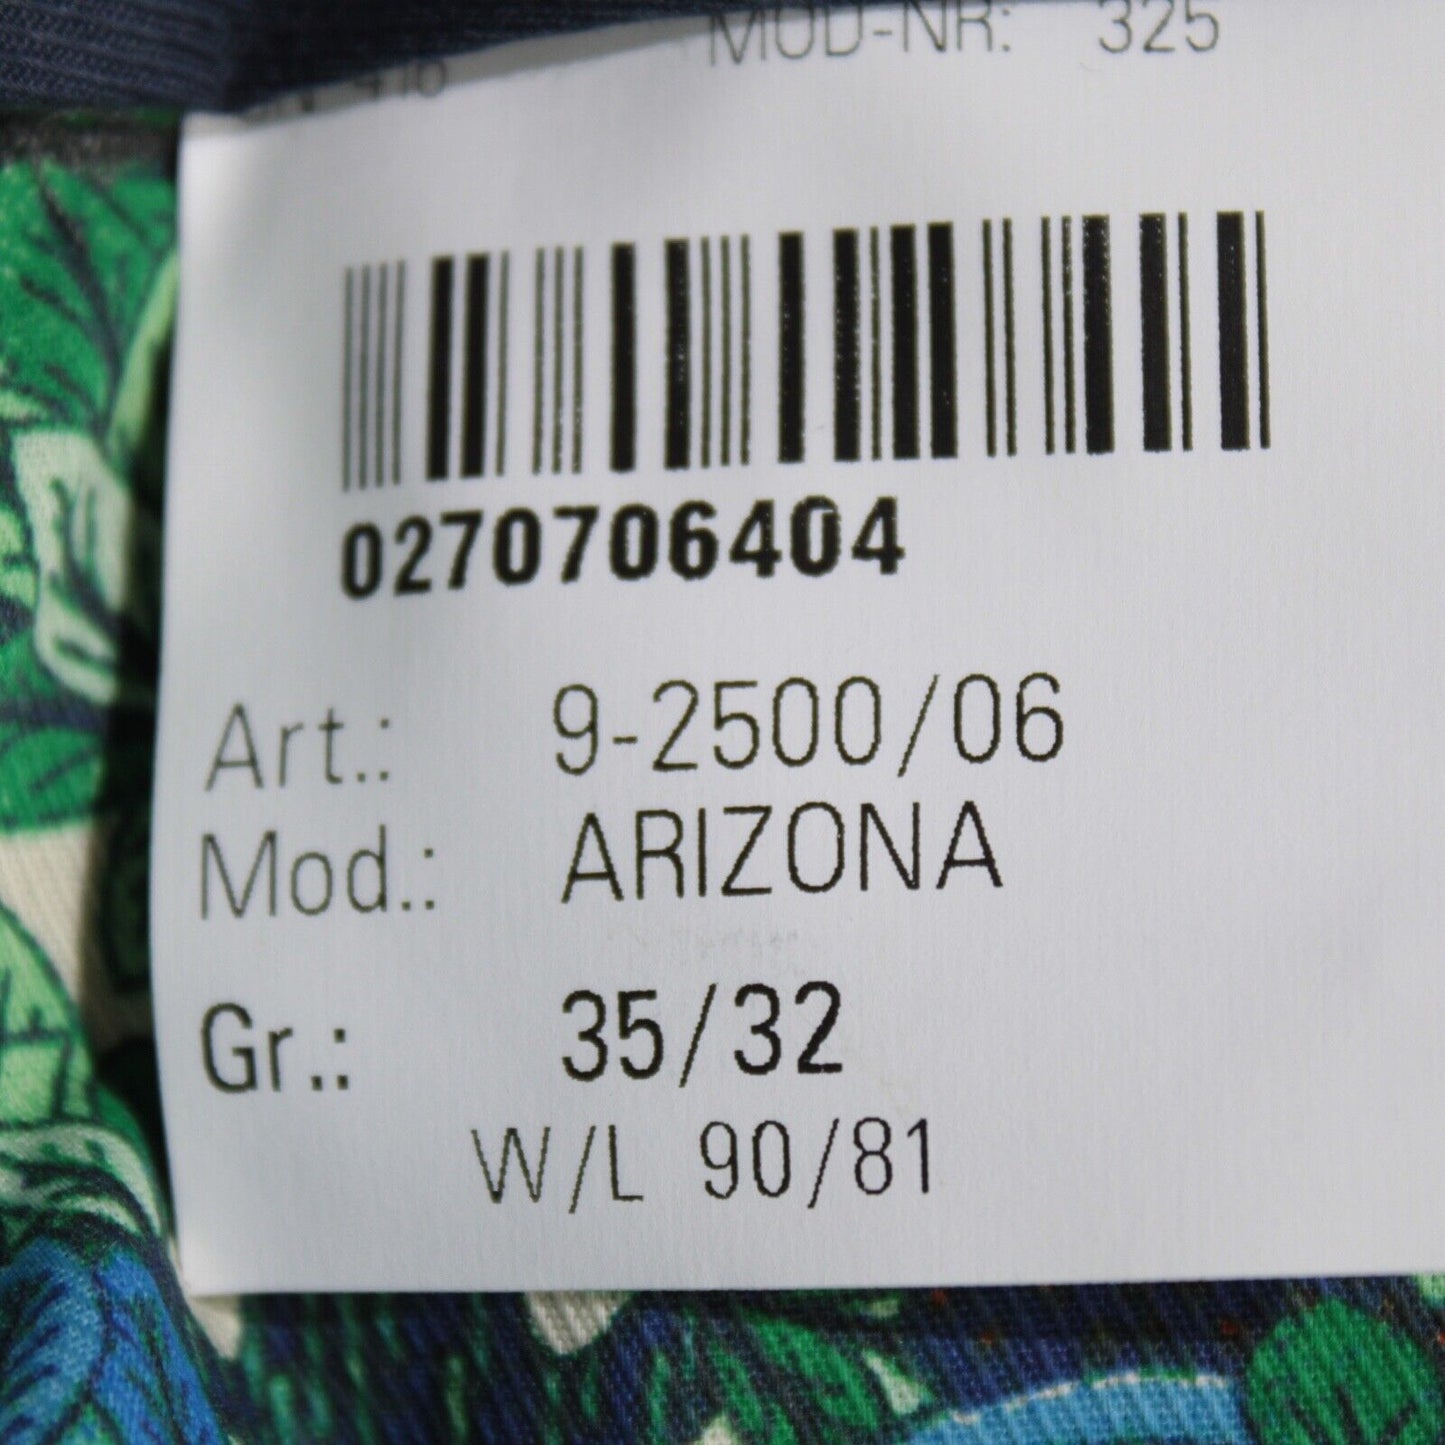 MOD-NR: 325
0270706404
Art.: 9-2500/06
Mod.: ARIZONA
Gr.: 35/32
W/L 90/81